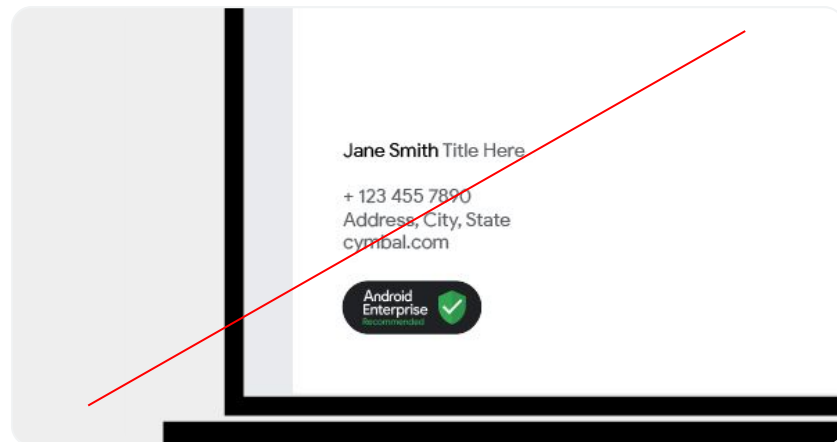 Jane Smith Title Here
+ 123 455 7890
Address, City, State
cymbal.com
Android
Enterprise
Recommended